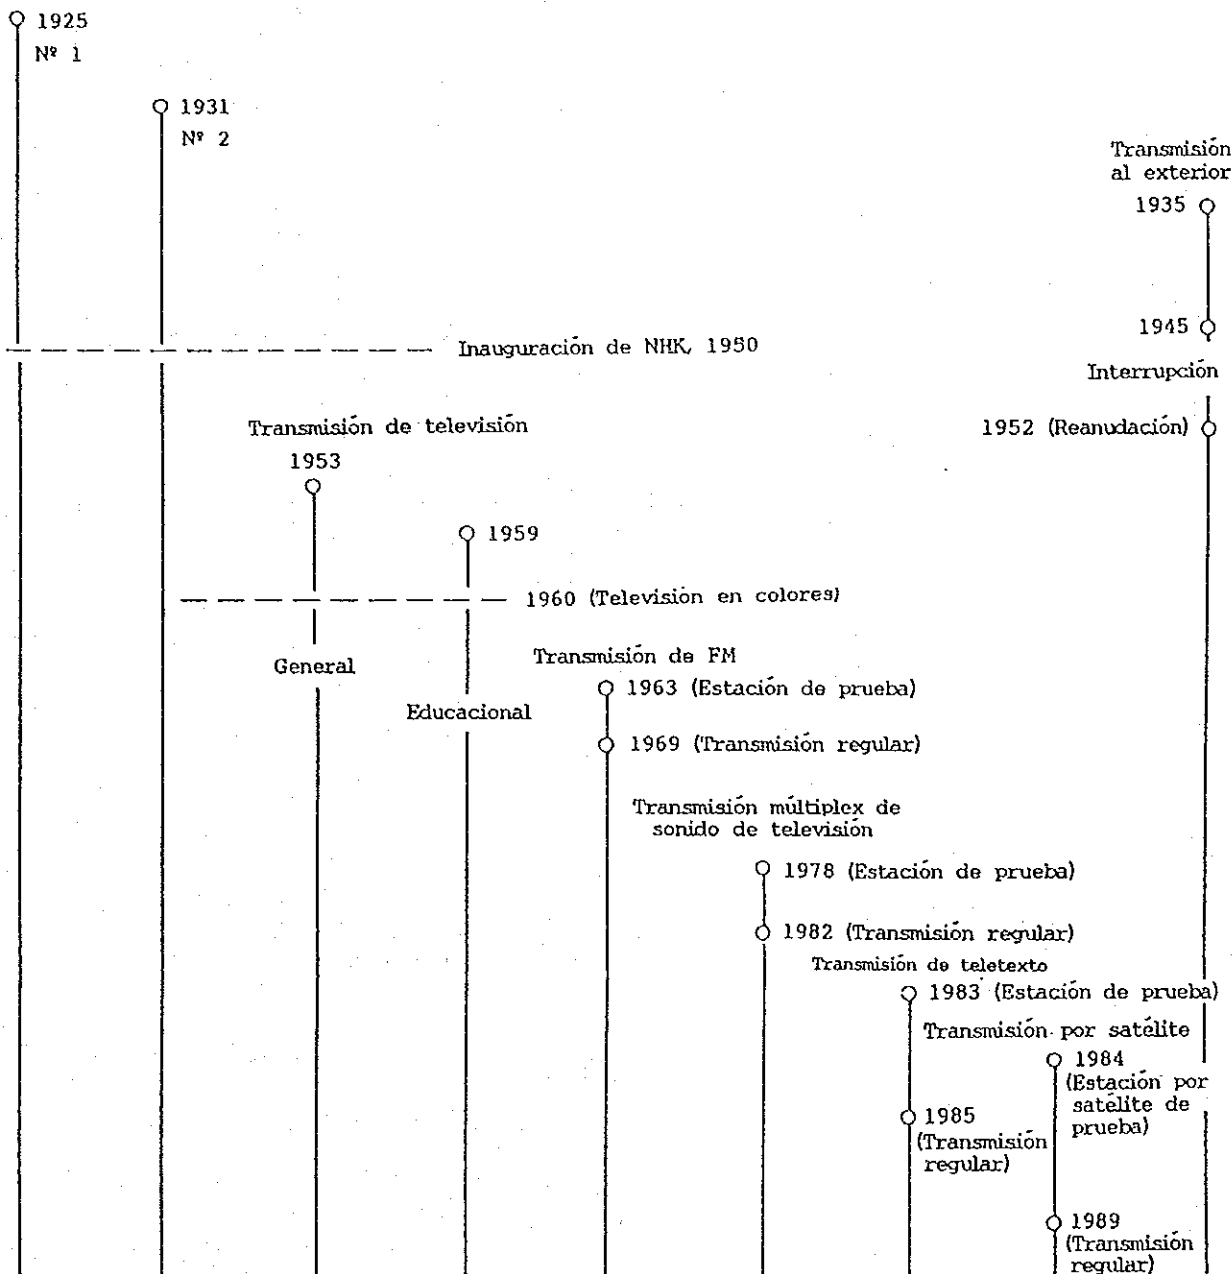 1925
Nº 1
1931
Nº 2
Transmisión
al exterior
1935
1945
Inauguración de NHK, 1950
Interrupción
Transmisión de televisión
1952 (Reanudación)
1953
1959
1960 (Televisión en colores)
General
Transmisión de FM
1963 (Estación de prueba)
Educacional
1969 (Transmisión regular)
Transmisión múltiplex de
sonido de televisión
1978 (Estación de prueba)
1982 (Transmisión regular)
Transmisión de teletexto
1983 (Estación de prueba)
Transmisión por satélite
1984
(Estación por
satélite de
prueba)
1985
(Transmisión
regular)
1989
(Transmisión
regular)